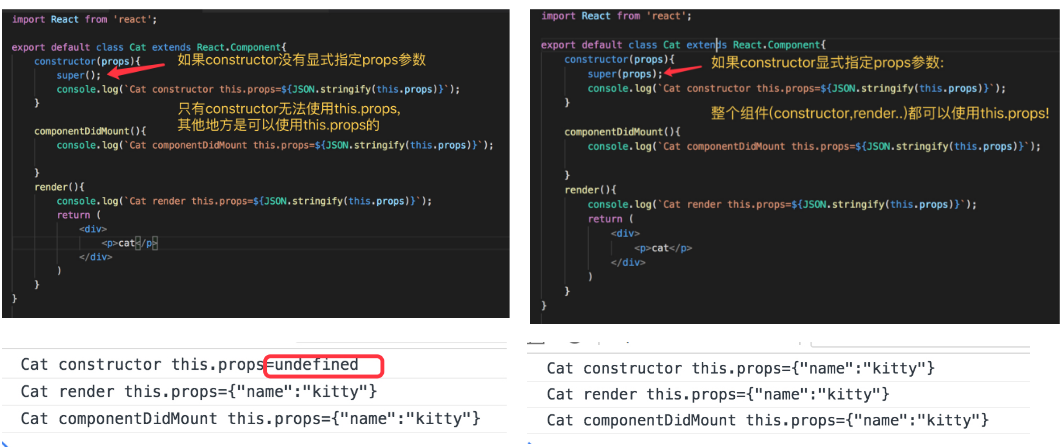 import React from 'react';
export default class Cat extends React.Component{
constructor(props){
super();
如果constructor没有显式指定props参数
console.log(`Cat constructor this.props=${JSON.stringify(this.props)}`);
}
只有constructor无法使用this.props,
其他地方是可以使用this.props的
componentDidMount(){
console.log(`Cat componentDidMount this.props=${JSON.stringify(this.props)}`);
}
render(){
console.log(`Cat render this.props=${JSON.stringify(this.props)}`);
return (
<div>
<p>cat</p>
</div>
)
}
}
Cat constructor this.props=undefined
Cat render this.props={"name":"kitty"}
Cat componentDidMount this.props={"name":"kitty"}
import React from 'react';
export default class Cat extends React.Component{
constructor(props){
super(props);
如果constructor显式指定props参数:
console.log(`Cat constructor this.props=${JSON.stringify(this.props)}`);
}
整个组件(constructor,render..)都可以使用this.props!
componentDidMount(){
console.log(`Cat componentDidMount this.props=${JSON.stringify(this.props)}`);
}
render(){
console.log(`Cat render this.props=${JSON.stringify(this.props)}`);
return (
<div>
<p>cat</p>
</div>
)
}
}
Cat constructor this.props={"name":"kitty"}
Cat render this.props={"name":"kitty"}
Cat componentDidMount this.props={"name":"kitty"}